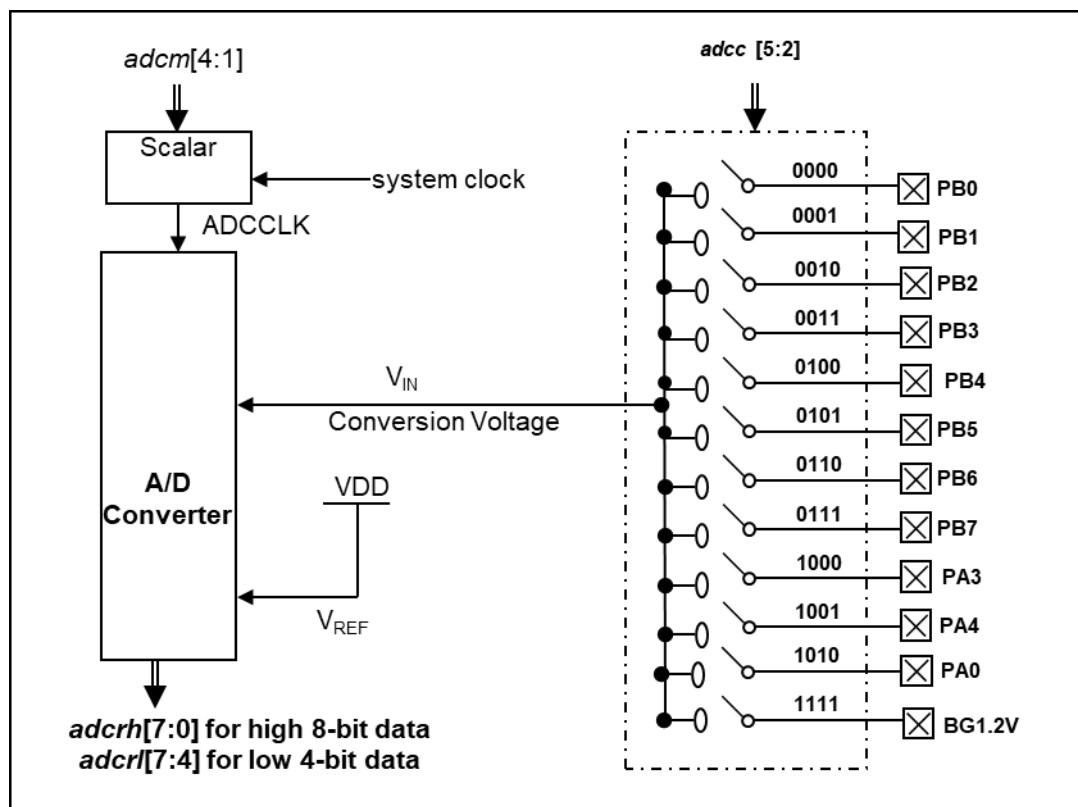 adcm[4:1]
adcc [5:2]
Scalar
system clock
ADCCLK
0000 PB0
0001 PB1
0010 PB2
0011 PB3
0100 PB4
0101 PB5
0110 PB6
0111 PB7
1000 PA3
1001 PA4
1010 PA0
1111 BG1.2V
VIN
Conversion Voltage
A/D
Converter
VDD
VREF
adcrh[7:0] for high 8-bit data
adcrl[7:4] for low 4-bit data